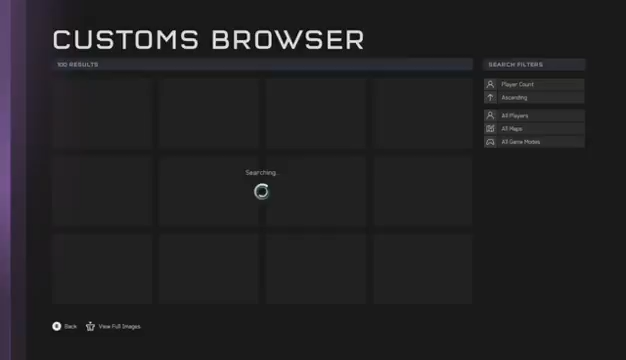 CUSTOMS BROWSER
100 RESULTS
SEARCH FILTERS
Player Count
Ascending
All Players
All Maps
All Game Modes
Searching...
B Back
View Full Images